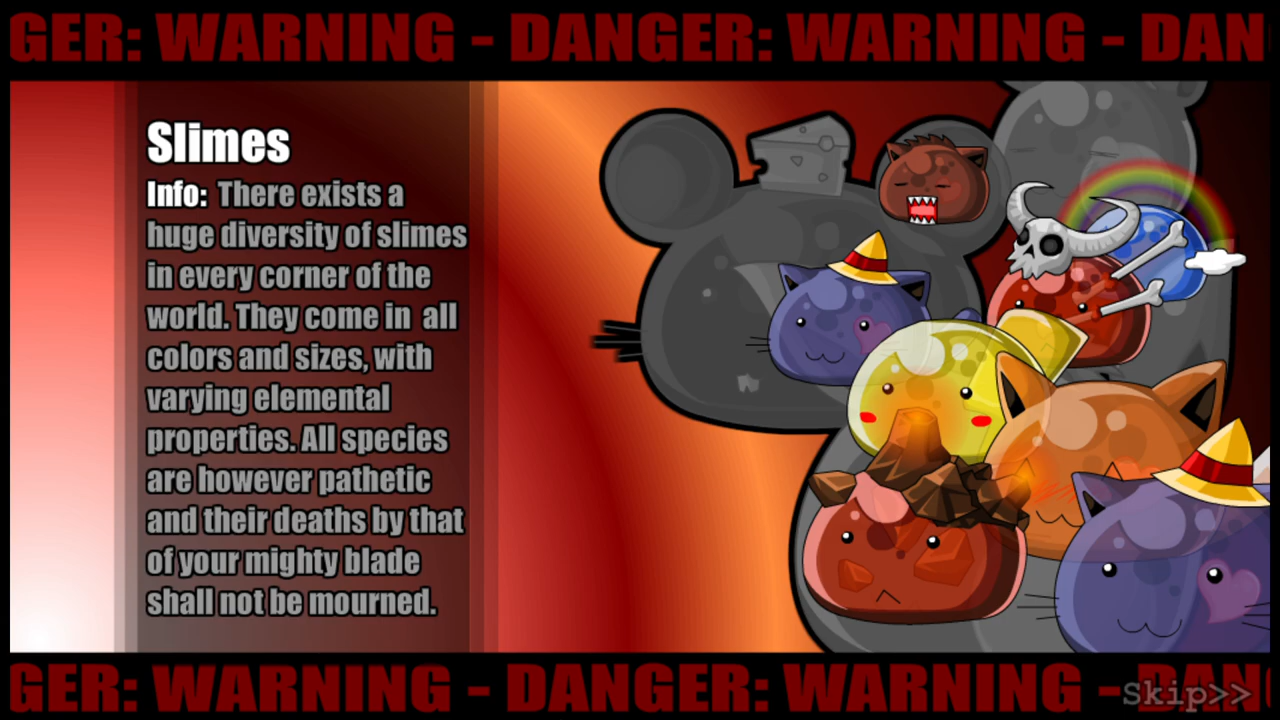 GER: WARNING - DANGER: WARNING - DAN
Slimes
Info: There exists a
huge diversity of slimes
in every corner of the
world. They come in all
colors and sizes, with
varying elemental
properties. All species
are however pathetic
and their deaths by that
of your mighty blade
shall not be mourned.
GER: WARNING - DANGER: WARNING - DANG
Skip>>